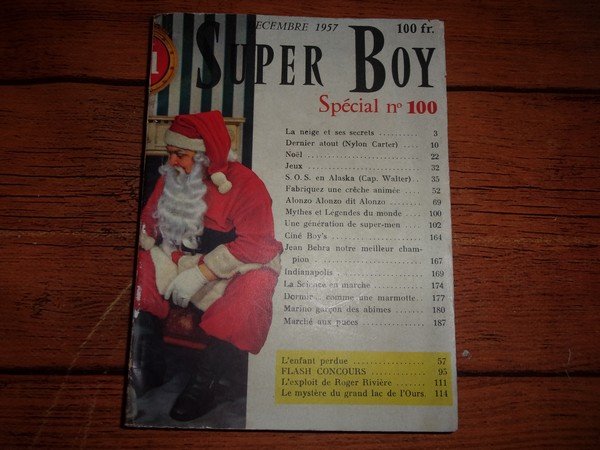 DECEMBRE 1957 100 fr.
1
SUPER BOY
Spécial nº 100
La neige et ses secrets .......... 3
Dernier atout (Nylon Carter) .... 10
Noël ............................ 22
Jeux ............................ 32
S.O.S. en Alaska (Cap. Walter) .. 35
Fabriquez une crèche animée ..... 52
Alonzo Alonzo dit Alonzo ........ 69
Mythes et Légendes du monde .... 100
Une génération de super-men .... 102
Ciné Boy's ..................... 164
Jean Behra notre meilleur cham-
pion ........................... 167
Indianapolis ................... 169
La Science en marche ........... 174
Dormir... comme une marmotte. 177
Marino garçon des abîmes ....... 180
Marché aux puces ............... 187
L'enfant perdue ................. 57
FLASH CONCOURS .................. 95
L'exploit de Roger Rivière ..... 111
Le mystère du grand lac de l'Ours. 114